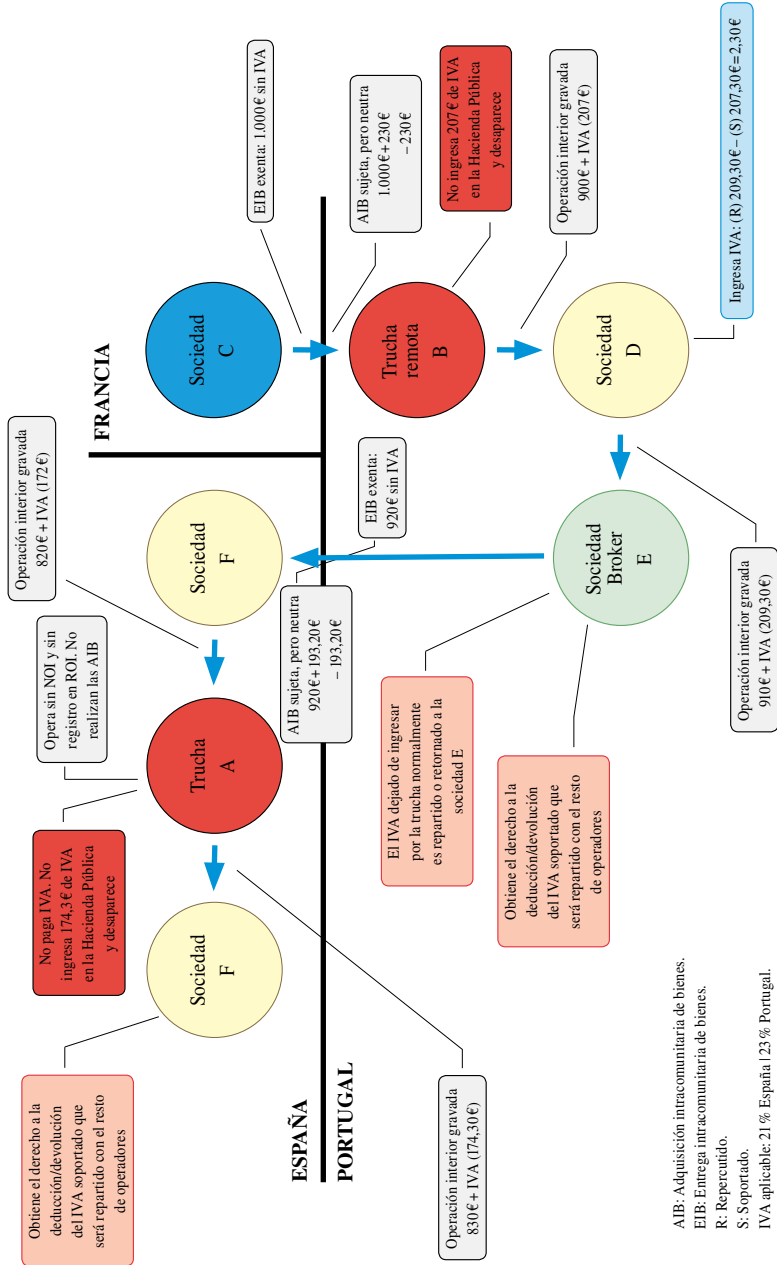 Obtiene el derecho a la
deducción/devolución
del IVA soportado que
será repartido con el resto
de operadores
No paga IVA. No
ingresa 174,3 € de IVA
en la Hacienda Pública
y desaparece
Opera sin NOI y sin
registro en ROI. No
realizan las AIB
Operación interior gravada
820 € + IVA (172 €)
Sociedad
F
Trucha
A
Sociedad
F
FRANCIA
Sociedad
C
EIB exenta: 1.000 € sin IVA
ESPAÑA
PORTUGAL
AIB sujeta, pero neutra
920 € + 193,20 €
– 193,20 €
EIB exenta:
920 € sin IVA
AIB sujeta, pero neutra
1.000 € + 230 €
– 230 €
Trucha
remota
B
No ingresa 207 € de IVA
en la Hacienda Pública
y desaparece
Operación interior gravada
830 € + IVA (174,30 €)
El IVA dejado de ingresar
por la trucha normalmente
es repartido o retornado a la
sociedad E
Obtiene el derecho a la
deducción/devolución
del IVA soportado que
será repartido con el resto
de operadores
Sociedad
Broker
E
Sociedad
D
Operación interior gravada
900 € + IVA (207 €)
Operación interior gravada
910 € + IVA (209,30 €)
Ingresa IVA: (R) 209,30 € – (S) 207,30 € = 2,30 €
AIB: Adquisición intracomunitaria de bienes.
EIB: Entrega intracomunitaria de bienes.
R: Repercutido.
S: Soportado.
IVA aplicable: 21 % España | 23 % Portugal.